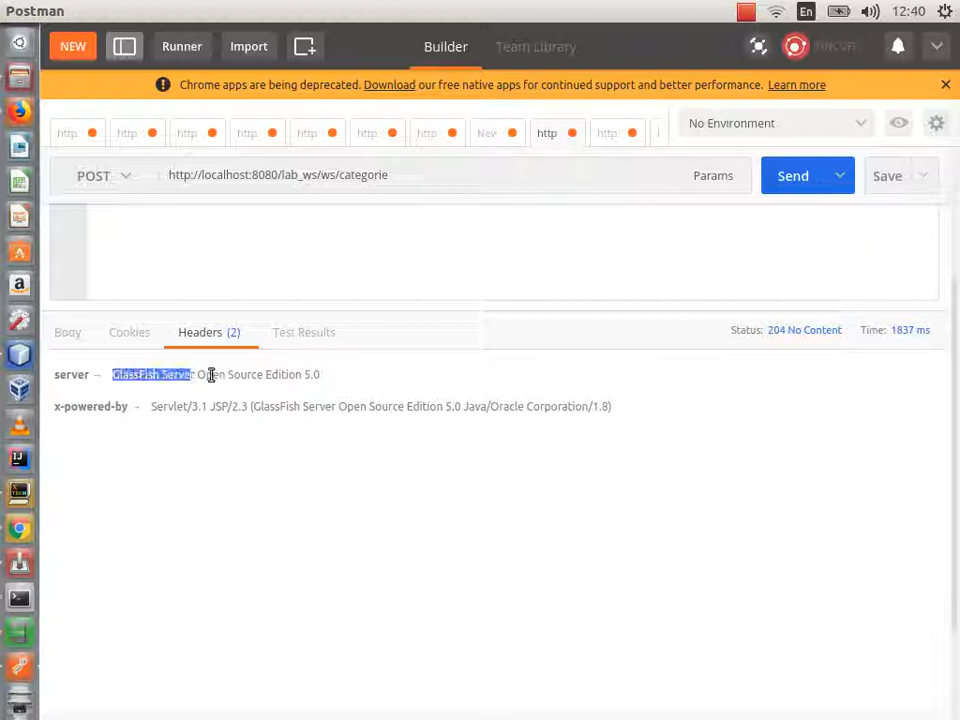 Postman
En
12:40
NEW
Runner
Import
Builder
Team Library
SYNC OFF
Chrome apps are being deprecated. Download our free native apps for continued support and better performance. Learn more
http
http
http
http
http
http
http
New
http
http
No Environment
POST
http://localhost:8080/lab_ws/ws/categorie
Params
Send
Save
Body
Cookies
Headers (2)
Test Results
Status: 204 No Content
Time: 1837 ms
server → GlassFish Server Open Source Edition 5.0
x-powered-by → Servlet/3.1 JSP/2.3 (GlassFish Server Open Source Edition 5.0 Java/Oracle Corporation/1.8)